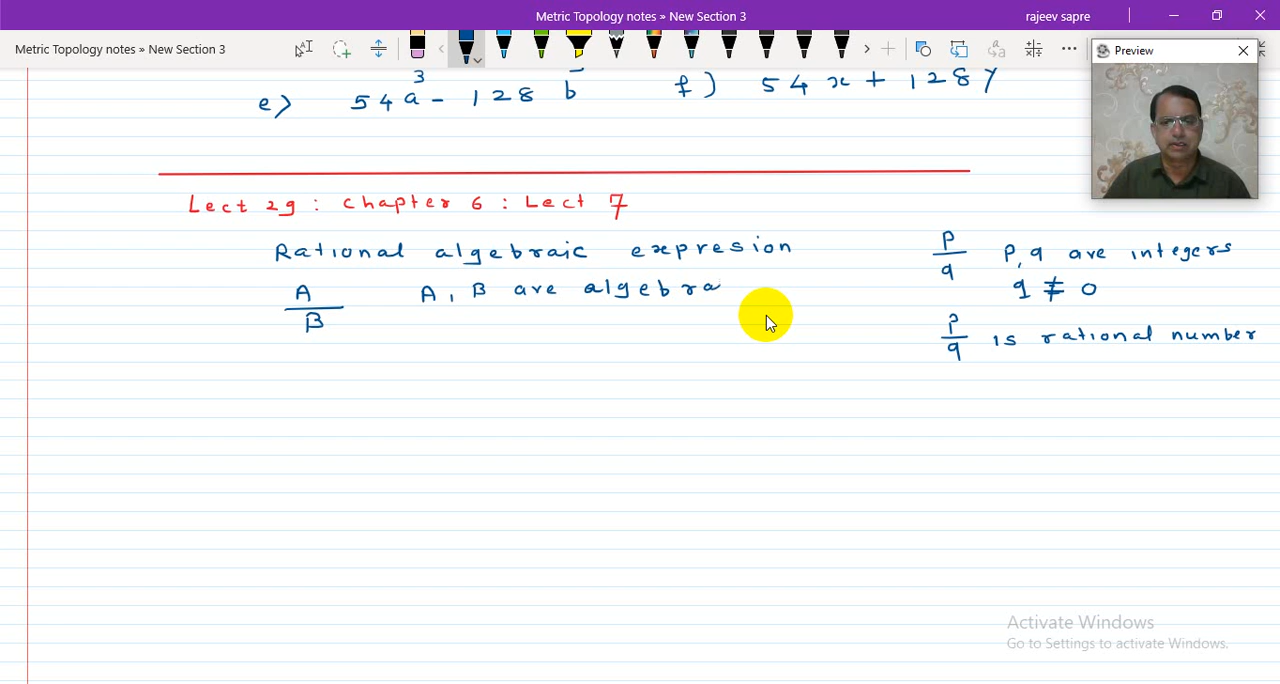 Metric Topology notes » New Section 3
rajeev sapre
Metric Topology notes » New Section 3
Preview
e) 54a³ - 128 b
f) 54x + 128y
Lect 29 : Chapter 6 : Lect 7
Rational algebraic expresion
A/B A, B are algebra
p/q p, q are integers
q ≠ 0
p/q is rational number
Activate Windows
Go to Settings to activate Windows.